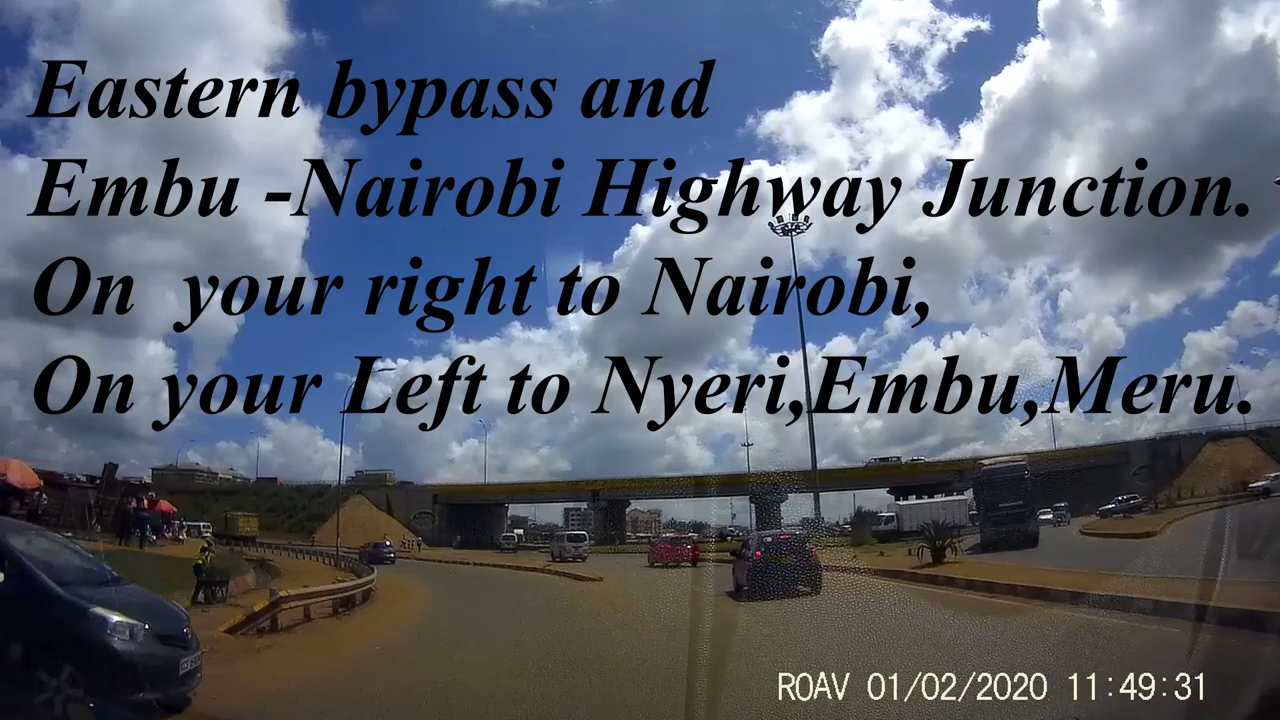 Eastern bypass and
Embu -Nairobi Highway Junction.
On your right to Nairobi,
On your Left to Nyeri,Embu,Meru.
ROAV 01/02/2020 11:49:31